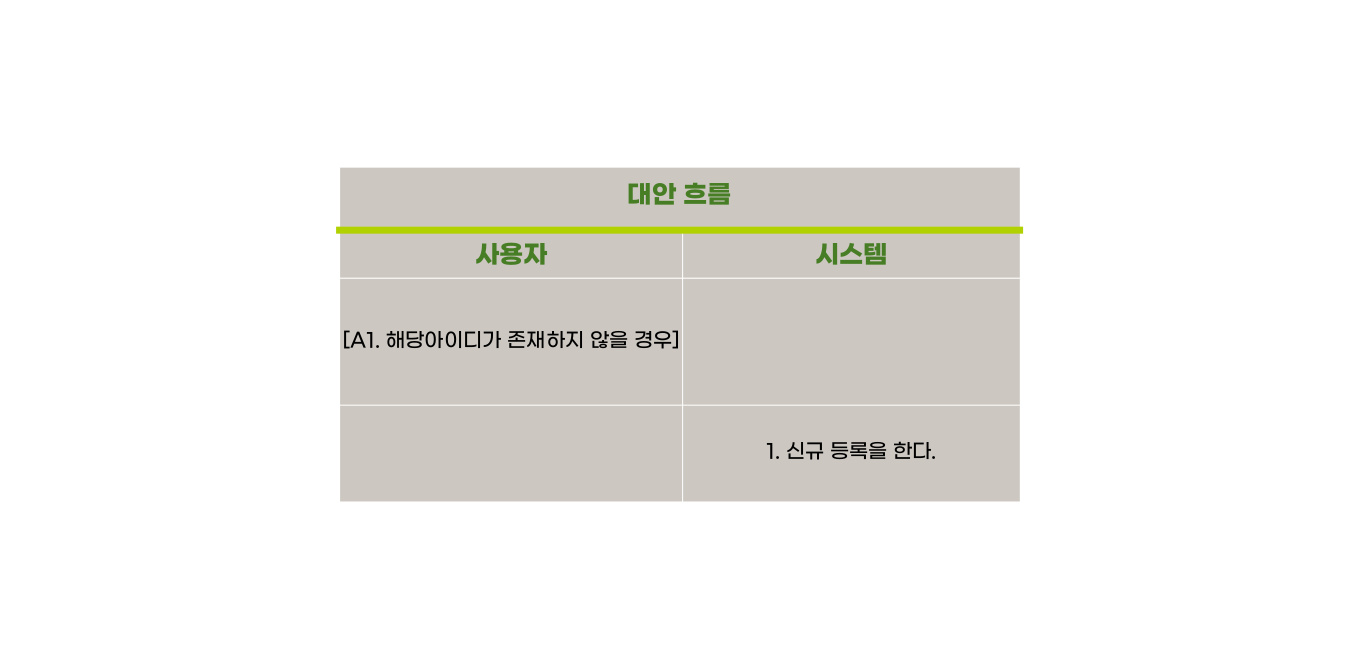 대안 흐름
사용자
시스템
[A1. 해당아이디가 존재하지 않을 경우]
1. 신규 등록을 한다.